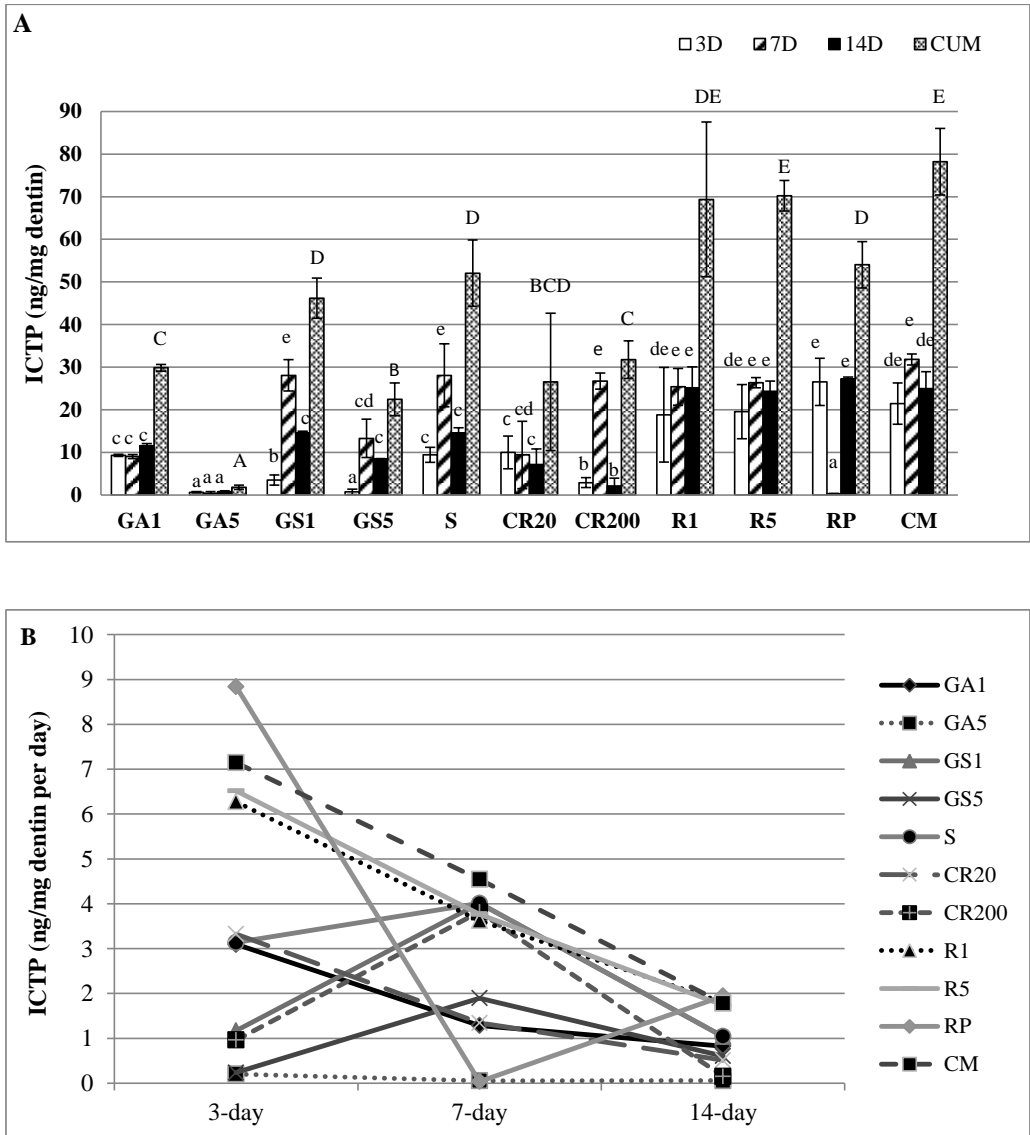 A
3D 7D 14D CUM
ICTP (ng/mg dentin)
90
80
70
60
50
40
30
20
10
0
c c c C
a a a A
b e c D
a cd c B
c e c D
c cd c BCD
b e b C
de e e DE
de e e E
e a e D
de e de E
GA1 GA5 GS1 GS5 S CR20 CR200 R1 R5 RP CM
B
ICTP (ng/mg dentin per day)
10
9
8
7
6
5
4
3
2
1
0
3-day 7-day 14-day
GA1
GA5
GS1
GS5
S
CR20
CR200
R1
R5
RP
CM